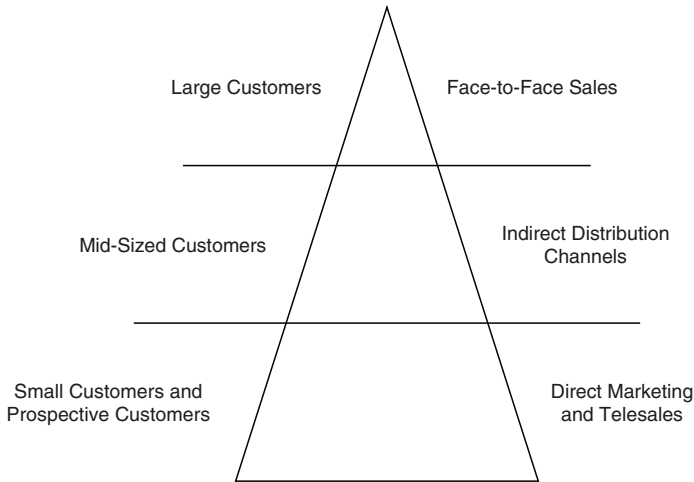 Large Customers
Face-to-Face Sales
Mid-Sized Customers
Indirect Distribution
Channels
Small Customers and
Prospective Customers
Direct Marketing
and Telesales